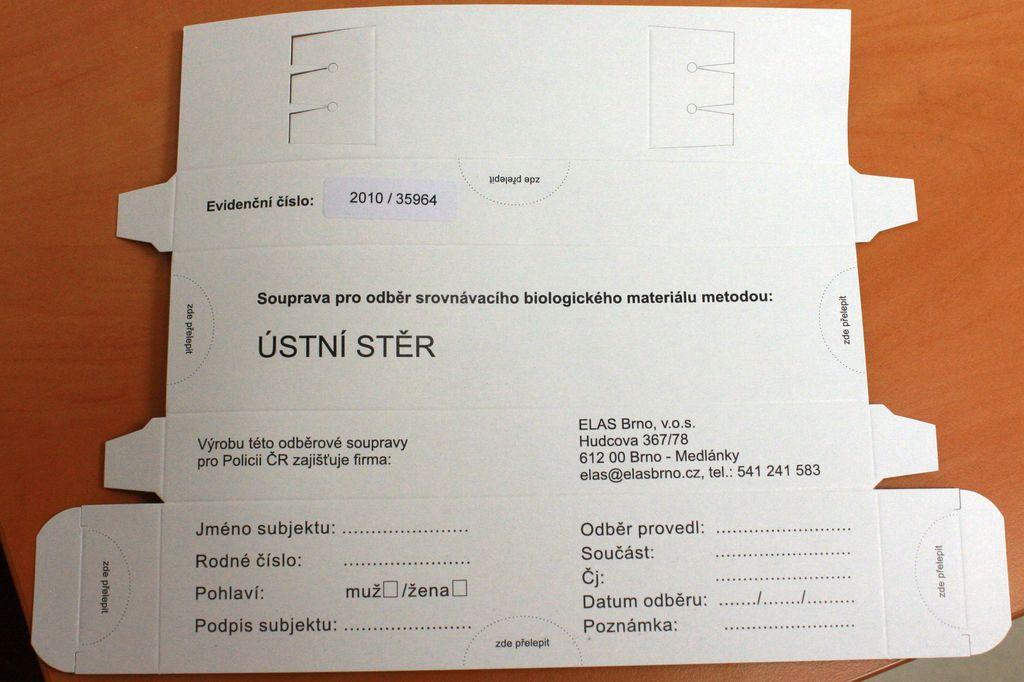 zde přelepit
Evidenční číslo: 2010 / 35964
Souprava pro odběr srovnávacího biologického materiálu metodou:
ÚSTNÍ STĚR
zde přelepit
zde přelepit
Výrobu této odběrové soupravy
pro Policii ČR zajišťuje firma:
ELAS Brno, v.o.s.
Hudcova 367/78
612 00 Brno - Medlánky
elas@elasbrno.cz, tel.: 541 241 583
Jméno subjektu: ......................
Rodné číslo: ......................
Pohlaví: muž□/žena□
Podpis subjektu: ......................
Odběr provedl: ........................
Součást: ........................
Čj: ........................
Datum odběru: ......./......./.........
Poznámka: .......................
zde přelepit
zde přelepit
zde přelepit